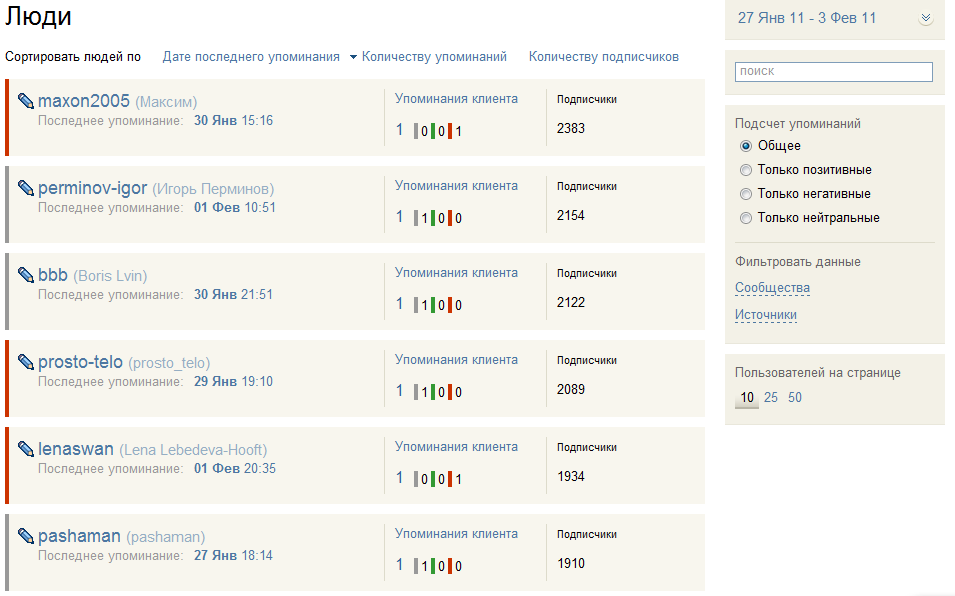 Люди
Сортировать людей по Дате последнего упоминания Количеству упоминаний Количеству подписчиков
maxon2005 (Максим)
Последнее упоминание: 30 Янв 15:16
Упоминания клиента
1 0 0 1
Подписчики
2383
perminov-igor (Игорь Перминов)
Последнее упоминание: 01 Фев 10:51
Упоминания клиента
1 1 0 0
Подписчики
2154
bbb (Boris Lvin)
Последнее упоминание: 30 Янв 21:51
Упоминания клиента
1 1 0 0
Подписчики
2122
prosto-telo (prosto_telo)
Последнее упоминание: 29 Янв 19:10
Упоминания клиента
1 1 0 0
Подписчики
2089
lenaswan (Lena Lebedeva-Hooft)
Последнее упоминание: 01 Фев 20:35
Упоминания клиента
1 0 0 1
Подписчики
1934
pashaman (pashaman)
Последнее упоминание: 27 Янв 18:14
Упоминания клиента
1 1 0 0
Подписчики
1910
27 Янв 11 - 3 Фев 11
поиск
Подсчет упоминаний
Общее
Только позитивные
Только негативные
Только нейтральные
Фильтровать данные
Сообщества
Источники
Пользователей на странице
10 25 50